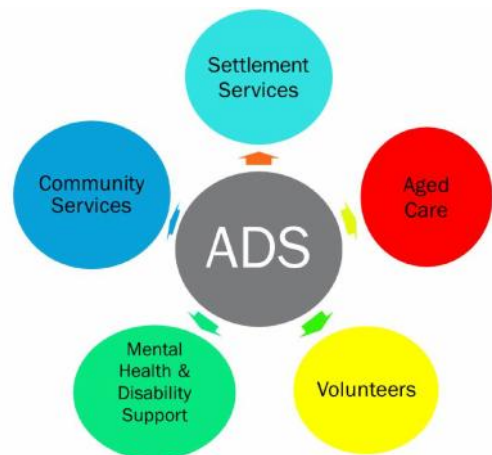 Settlement
Services
Community
Services
Aged
Care
ADS
Mental
Health &
Disability
Support
Volunteers